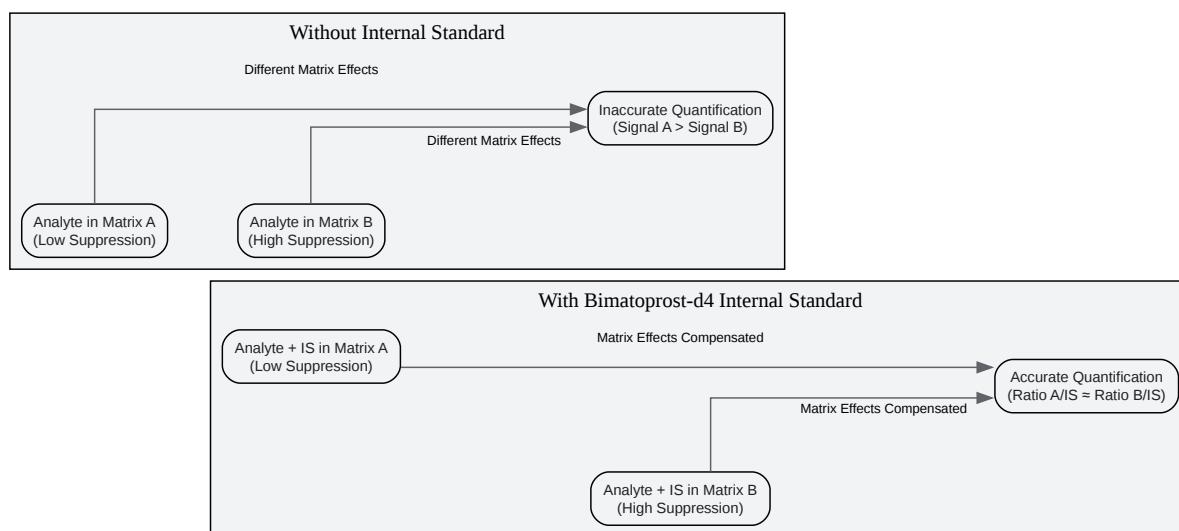 Without Internal Standard
Different Matrix Effects
Inaccurate Quantification
(Signal A > Signal B)
Different Matrix Effects
Analyte in Matrix A
(Low Suppression)
Analyte in Matrix B
(High Suppression)
With Bimatoprost-d4 Internal Standard
Matrix Effects Compensated
Analyte + IS in Matrix A
(Low Suppression)
Accurate Quantification
(Ratio A/IS ≈ Ratio B/IS)
Matrix Effects Compensated
Analyte + IS in Matrix B
(High Suppression)